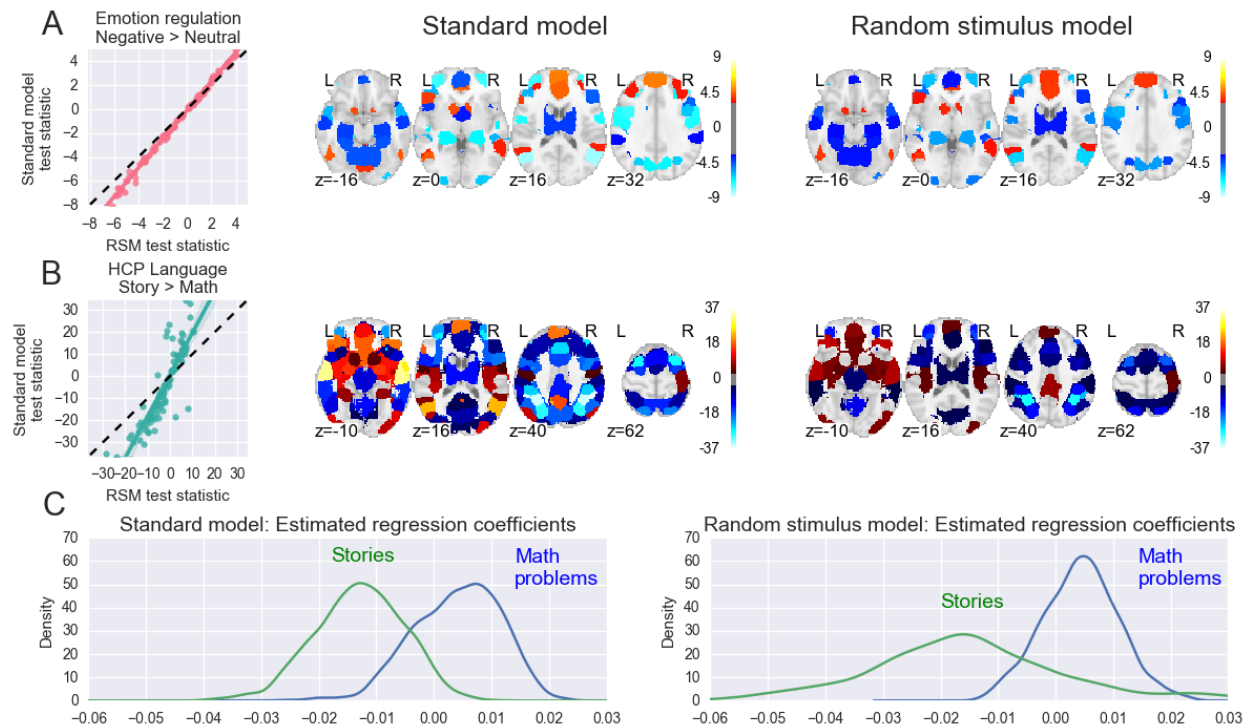 A
Emotion regulation
Negative > Neutral
Standard model
Random stimulus model
Standard model
test statistic
4
2
0
−2
−4
−6
−8
−8 −6 −4 −2 0 2 4
RSM test statistic
L R
z=-16 z=0 z=16 z=32
9
4.5
0
-4.5
-9
L R
z=-16 z=0 z=16 z=32
9
4.5
0
-4.5
-9
B
HCP Language
Story > Math
Standard model
test statistic
30
20
10
0
−10
−20
−30
−30 −20 −10 0 10 20 30
RSM test statistic
L R L R
z=-10 z=16 z=40 z=62
37
18
0
-18
-37
L R L R
z=-10 z=16 z=40 z=62
37
18
0
-18
-37
C
Standard model: Estimated regression coefficients
Density
70
60
50
40
30
20
10
0
Stories
Math
problems
−0.06 −0.05 −0.04 −0.03 −0.02 −0.01 0.00 0.01 0.02 0.03
Random stimulus model: Estimated regression coefficients
Density
70
60
50
40
30
20
10
0
Stories
Math
problems
−0.06 −0.05 −0.04 −0.03 −0.02 −0.01 0.00 0.01 0.02 0.03